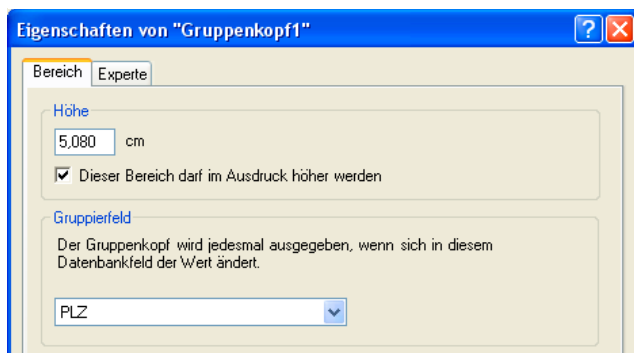 Eigenschaften von "Gruppenkopf1"
Bereich
Experte
Höhe
5,080 cm
Dieser Bereich darf im Ausdruck höher werden
Gruppierfeld
Der Gruppenkopf wird jedesmal ausgegeben, wenn sich in diesem
Datenbankfeld der Wert ändert.
PLZ